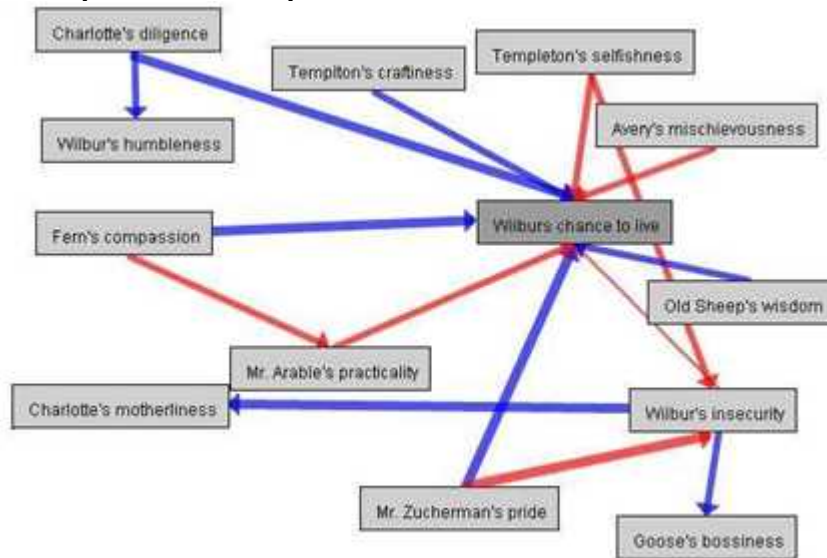 Charlotte's diligence
Templton's craftiness
Templeton's selfishness
Avery's mischievousness
Wilbur's humbleness
Fern's compassion
Wilburs chance to live
Old Sheep's wisdom
Mr. Arable's practicality
Charlotte's motherliness
Wilbur's insecurity
Mr. Zucherman's pride
Goose's bossiness